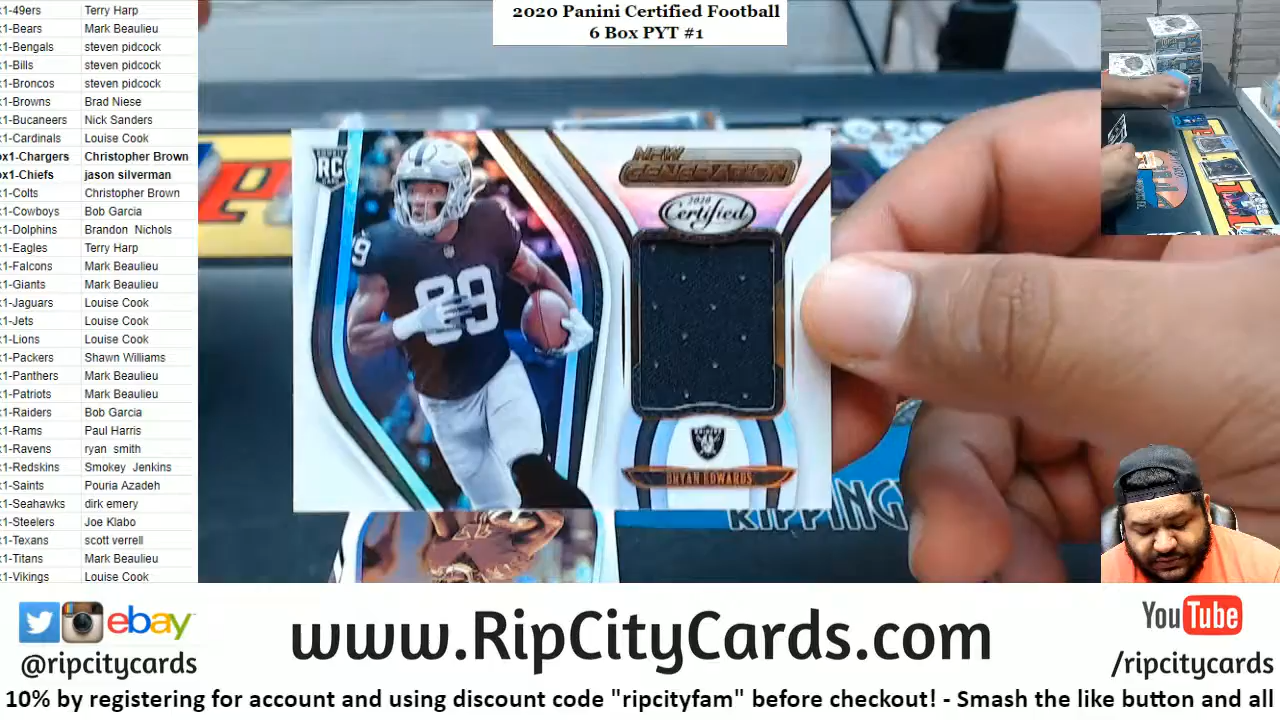 2020 Panini Certified Football
6 Box PYT #1
x1-49ers Terry Harp
x1-Bears Mark Beaulieu
x1-Bengals steven pidcock
x1-Bills steven pidcock
x1-Broncos steven pidcock
x1-Browns Brad Niese
x1-Bucaneers Nick Sanders
x1-Cardinals Louise Cook
ox1-Chargers Christopher Brown
ox1-Chiefs jason silverman
x1-Colts Christopher Brown
x1-Cowboys Bob Garcia
x1-Dolphins Brandon Nichols
x1-Eagles Terry Harp
x1-Falcons Mark Beaulieu
x1-Giants Mark Beaulieu
x1-Jaguars Louise Cook
x1-Jets Louise Cook
x1-Lions Louise Cook
x1-Packers Shawn Williams
x1-Panthers Mark Beaulieu
x1-Patriots Mark Beaulieu
x1-Raiders Bob Garcia
x1-Rams Paul Harris
x1-Ravens ryan smith
x1-Redskins Smokey Jenkins
x1-Saints Pouria Azadeh
x1-Seahawks dirk emery
x1-Steelers Joe Klabo
x1-Texans scott verrell
x1-Titans Mark Beaulieu
x1-Vikings Louise Cook
RC
NEW
GENERATION
2020
Certified
89
9
RAIDERS
BRYAN EDWARDS
RIPPING
ebay
@ripcitycards
www.RipCityCards.com
YouTube
/ripcitycards
10% by registering for account and using discount code "ripcityfam" before checkout! - Smash the like button and all